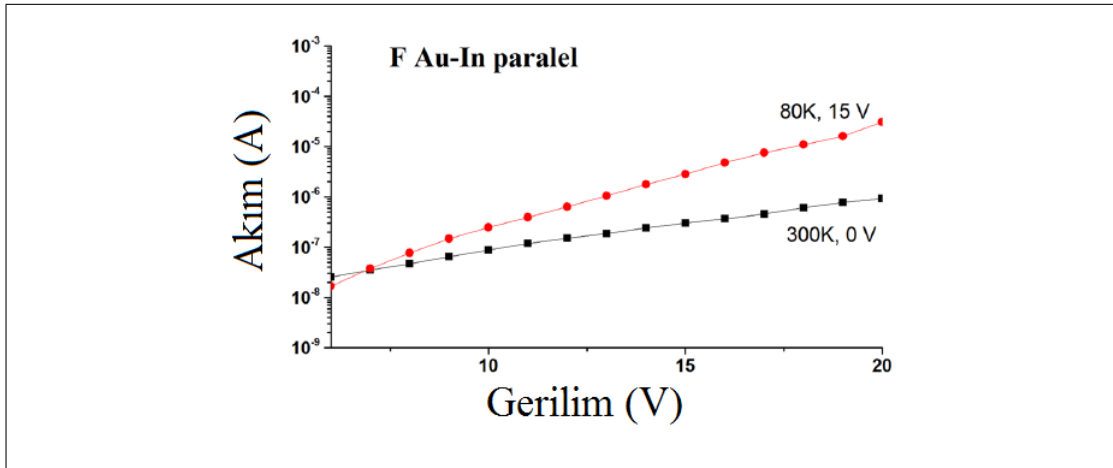 F Au-In paralel
80K, 15 V
300K, 0 V
Akım (A)
10⁻³
10⁻⁴
10⁻⁵
10⁻⁶
10⁻⁷
10⁻⁸
10⁻⁹
10 15 20
Gerilim (V)